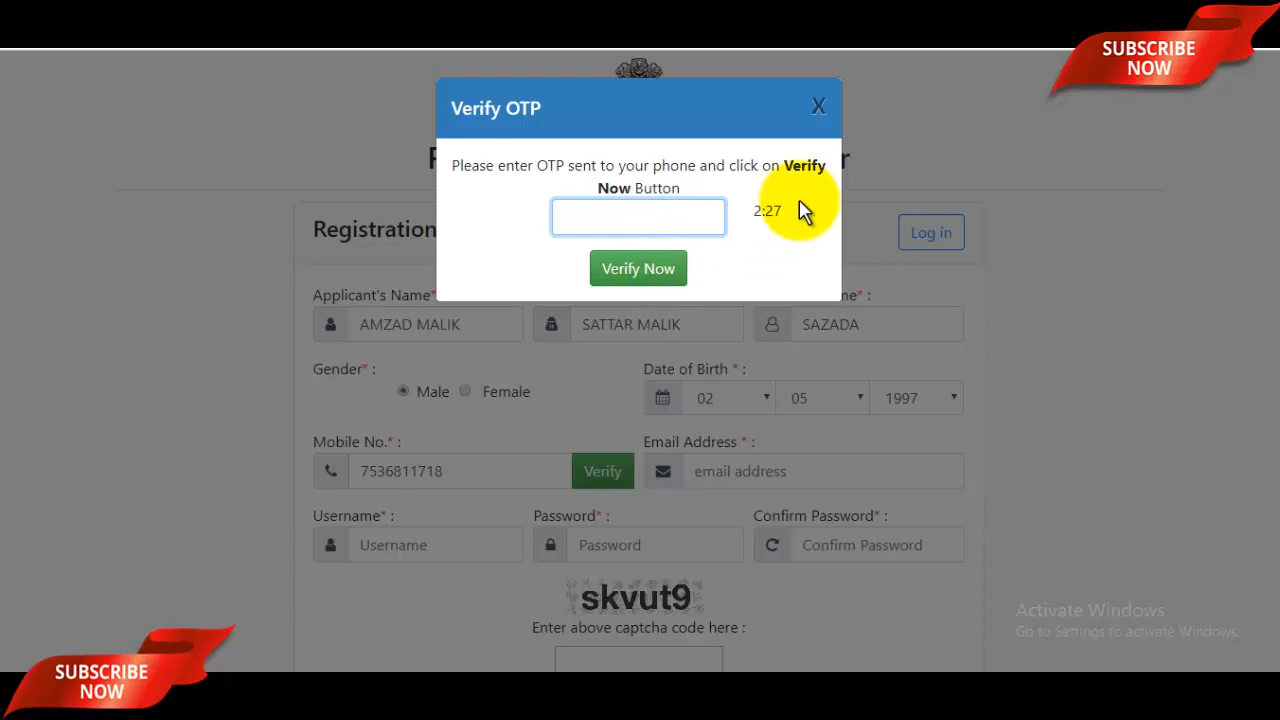 SUBSCRIBE
NOW
Verify OTP
X
Please enter OTP sent to your phone and click on Verify
Now Button
2:27
Verify Now
Registration
Log in
Applicant's Name* :
AMZAD MALIK
SATTAR MALIK
SAZADA
Gender* :
Male
Female
Date of Birth * :
02
05
1997
Mobile No.* :
7536811718
Verify
Email Address * :
email address
Username* :
Username
Password* :
Password
Confirm Password* :
Confirm Password
skvut9
Enter above captcha code here :
Activate Windows
Go to Settings to activate Windows.
SUBSCRIBE
NOW